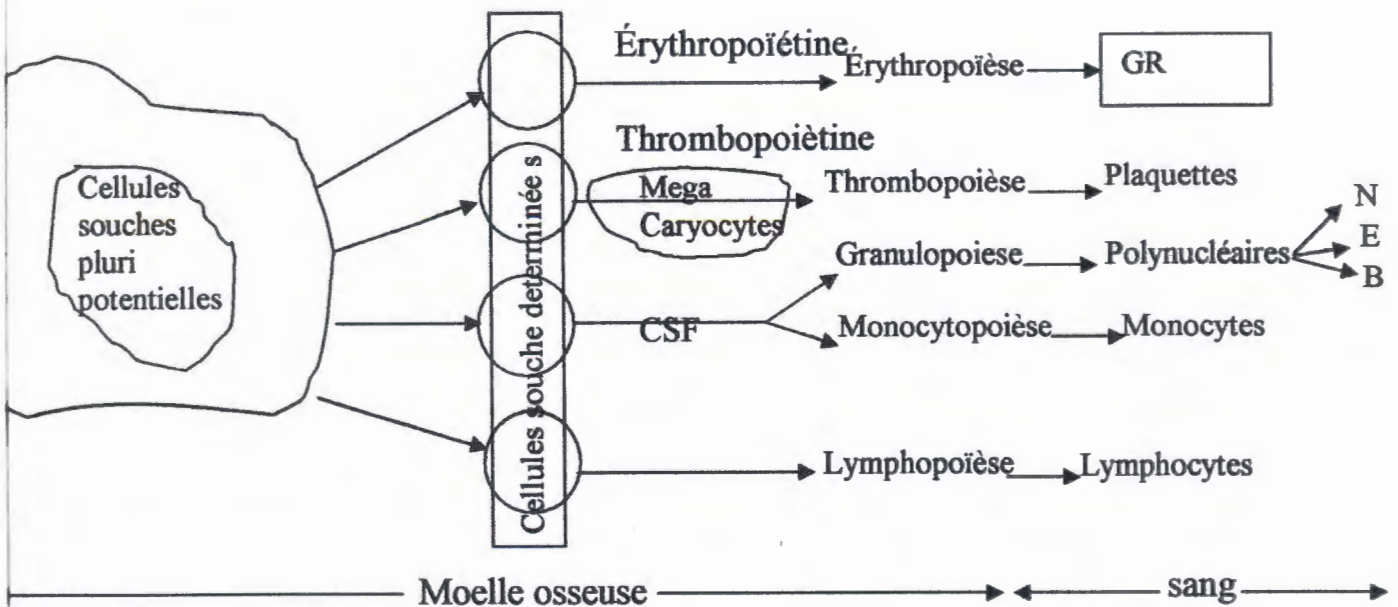 Érythropoïétine
Érythropoïèse
GR
Thrombopoiètine
Cellules
souches
pluri
potentielles
Cellules souche determinée s
Mega
Caryocytes
Thrombopoièse
Plaquettes
N
E
B
Granulopoiese
Polynucléaires
CSF
Monocytopoièse
Monocytes
Lymphopoïèse
Lymphocytes
Moelle osseuse
sang